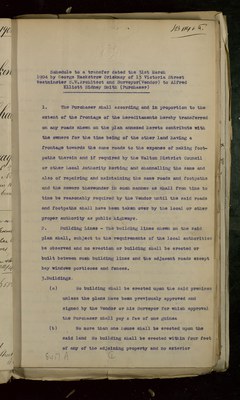 Schedule to a transfer dated the 31st March
1924 by George Eaststrew Bridsway of 13 Victoria Street
Westminster S.W. Architect and Surveyor (Vendor) to Alfred
Elliott Sidney Smith (Purchaser)
1. The Purchaser shall according and in proportion to the
extent of the frontage of the hereditaments hereby transferred
on any roads shown on the plan annexed hereto contribute with
the owners for the time being of the other land having a
frontage towards the same roads to the expense of making foot-
paths thereto and if required by the Walton District Council
or other Local Authority kerbing and channelling the same and
also of repairing and maintaining the same roads and footpaths
and the sewers thereunder in such manner as shall from time to
time be reasonably required by the Vendor until the said roads
and footpaths shall have been taken over by the local or other
proper authority as public highways.
2. Building lines - The building lines shown on the said
plan shall, subject to the requirements of the local authorities
be observed and no erection or building shall be erected or
built between such building lines and the adjacent roads except
bay windows porticoes and fences.
3. Buildings.
(a) No Building shall be erected upon the said premises
unless the plans have been previously approved and
signed by the Vendor or his surveyor for which approval
the Purchaser shall pay a fee of one guinea
(b) No more than one house shall be erected upon the
said land No building shall be erected within four feet
of any of the adjoining property and no exterior